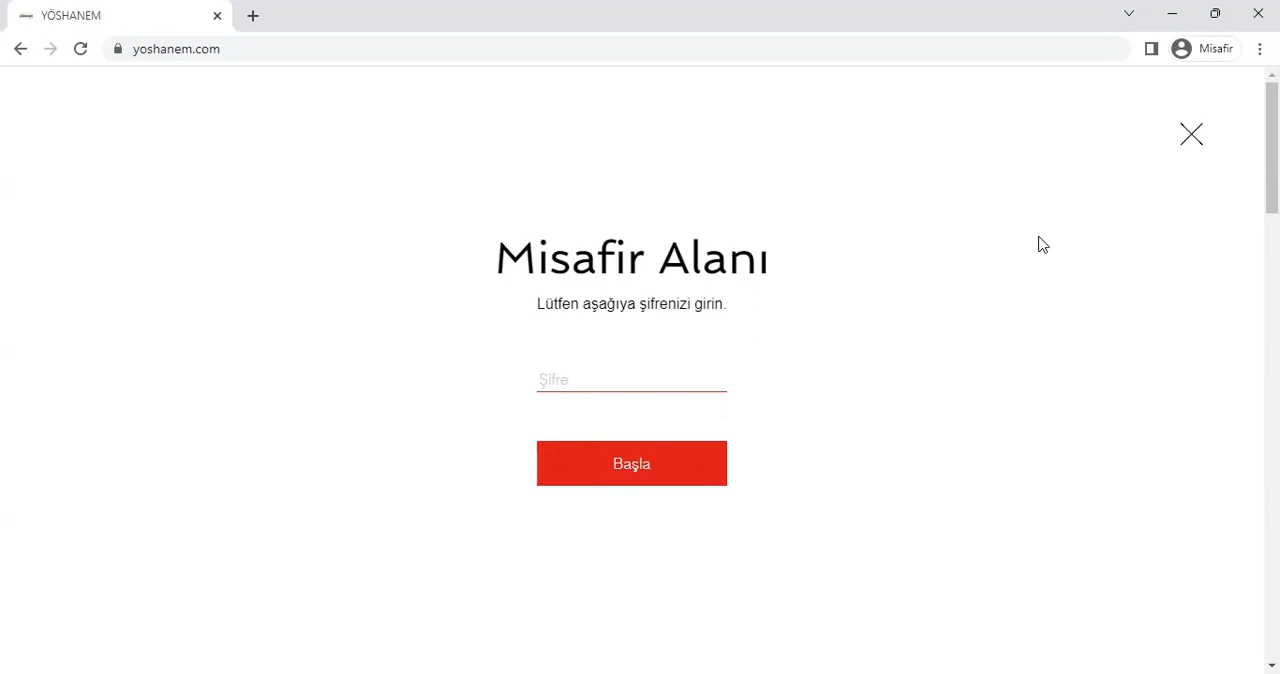 YÖSHANEM
yoshanem.com
Misafir
Misafir Alanı
Lütfen aşağıya şifrenizi girin.
Şifre
Başla